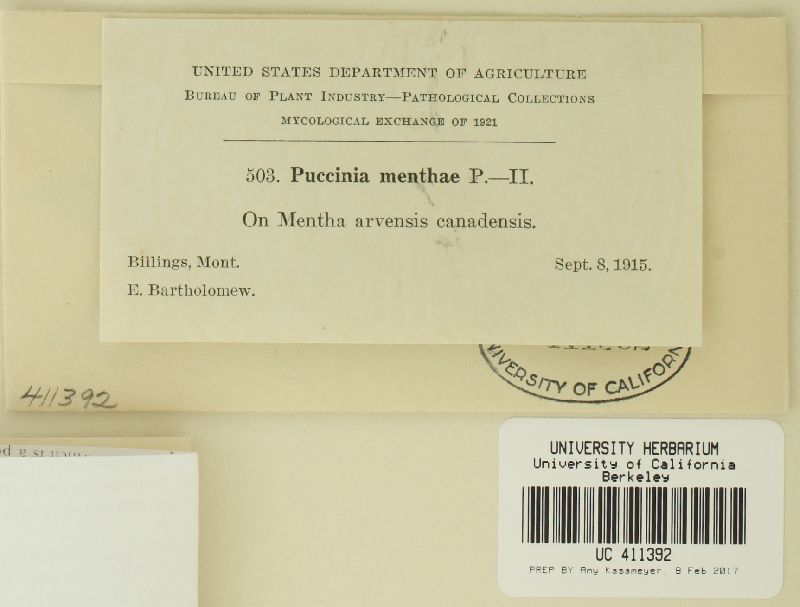 UNITED STATES DEPARTMENT OF AGRICULTURE
BUREAU OF PLANT INDUSTRY—PATHOLOGICAL COLLECTIONS
MYCOLOGICAL EXCHANGE OF 1921
503. Puccinia menthae P.—II.
On Mentha arvensis canadensis.
Billings, Mont. Sept. 8, 1915.
E. Bartholomew.
UNIVERSITY OF CALIFORN
411392
UNIVERSITY HERBARIUM
University of California
Berkeley
UC 411392
PREP BY Amy Kasameyer, 8 Feb 2017